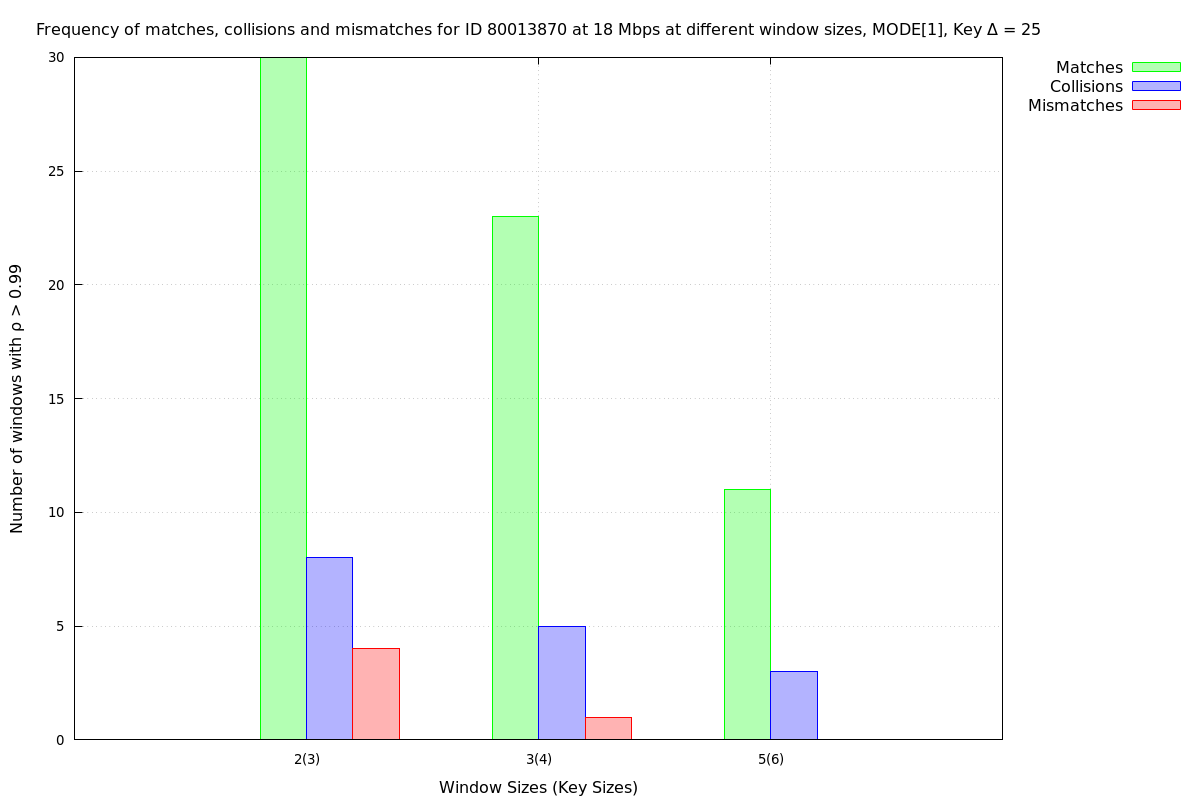 Frequency of matches, collisions and mismatches for ID 80013870 at 18 Mbps at different window sizes, MODE[1], Key Δ = 25
Matches
Collisions
Mismatches
Number of windows with ρ > 0.99
30
25
20
15
10
5
0
2(3) 3(4) 5(6)
Window Sizes (Key Sizes)